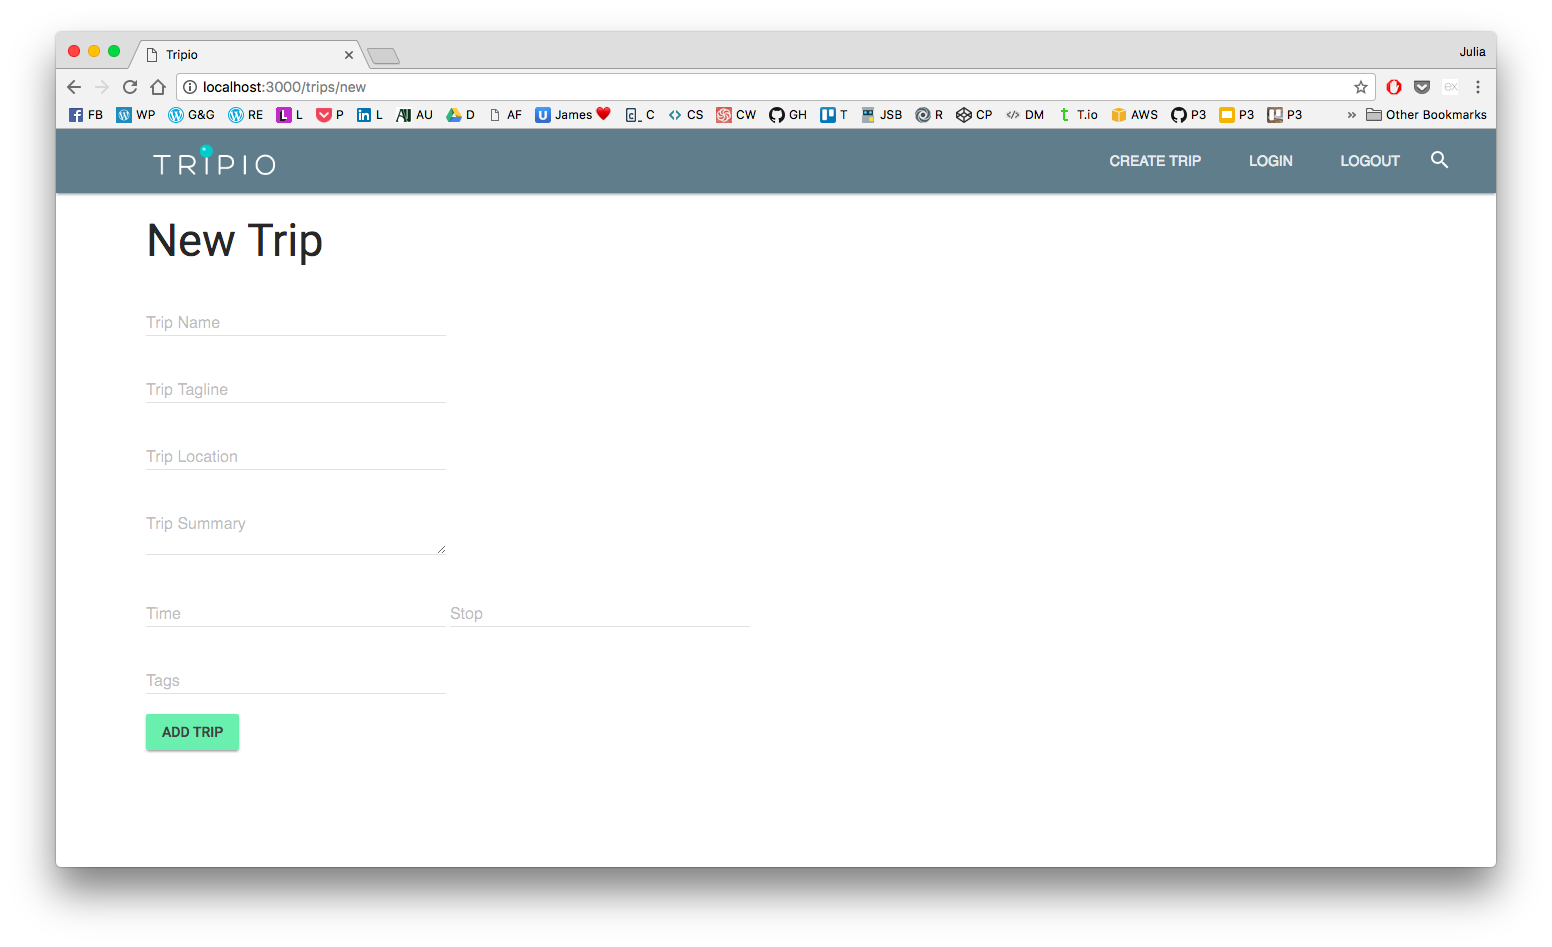 Tripio
Julia
localhost:3000/trips/new
FB WP G&G RE L L P L AU D AF James C CS CW GH T JSB R CP DM T.io AWS P3 P3 P3 » Other Bookmarks
TRIPIO CREATE TRIP LOGIN LOGOUT
New Trip
Trip Name
Trip Tagline
Trip Location
Trip Summary
Time Stop
Tags
ADD TRIP